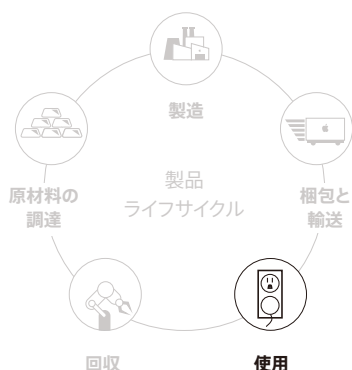 製造
原材料の
調達
製品
ライフサイクル
梱包と
輸送
回収
使用